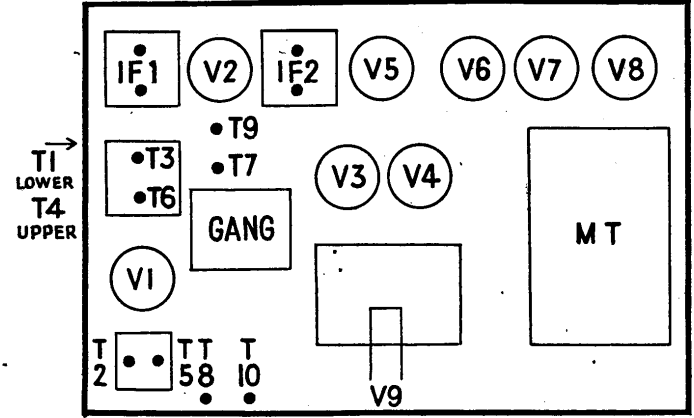 IF1 V2 IF2 V5 V6 V7 V8
T9
T1
LOWER
T4
UPPER
T3
T6
T7
V3 V4
GANG
MT
V1
T
2
T
5
T
8
T
10
V9